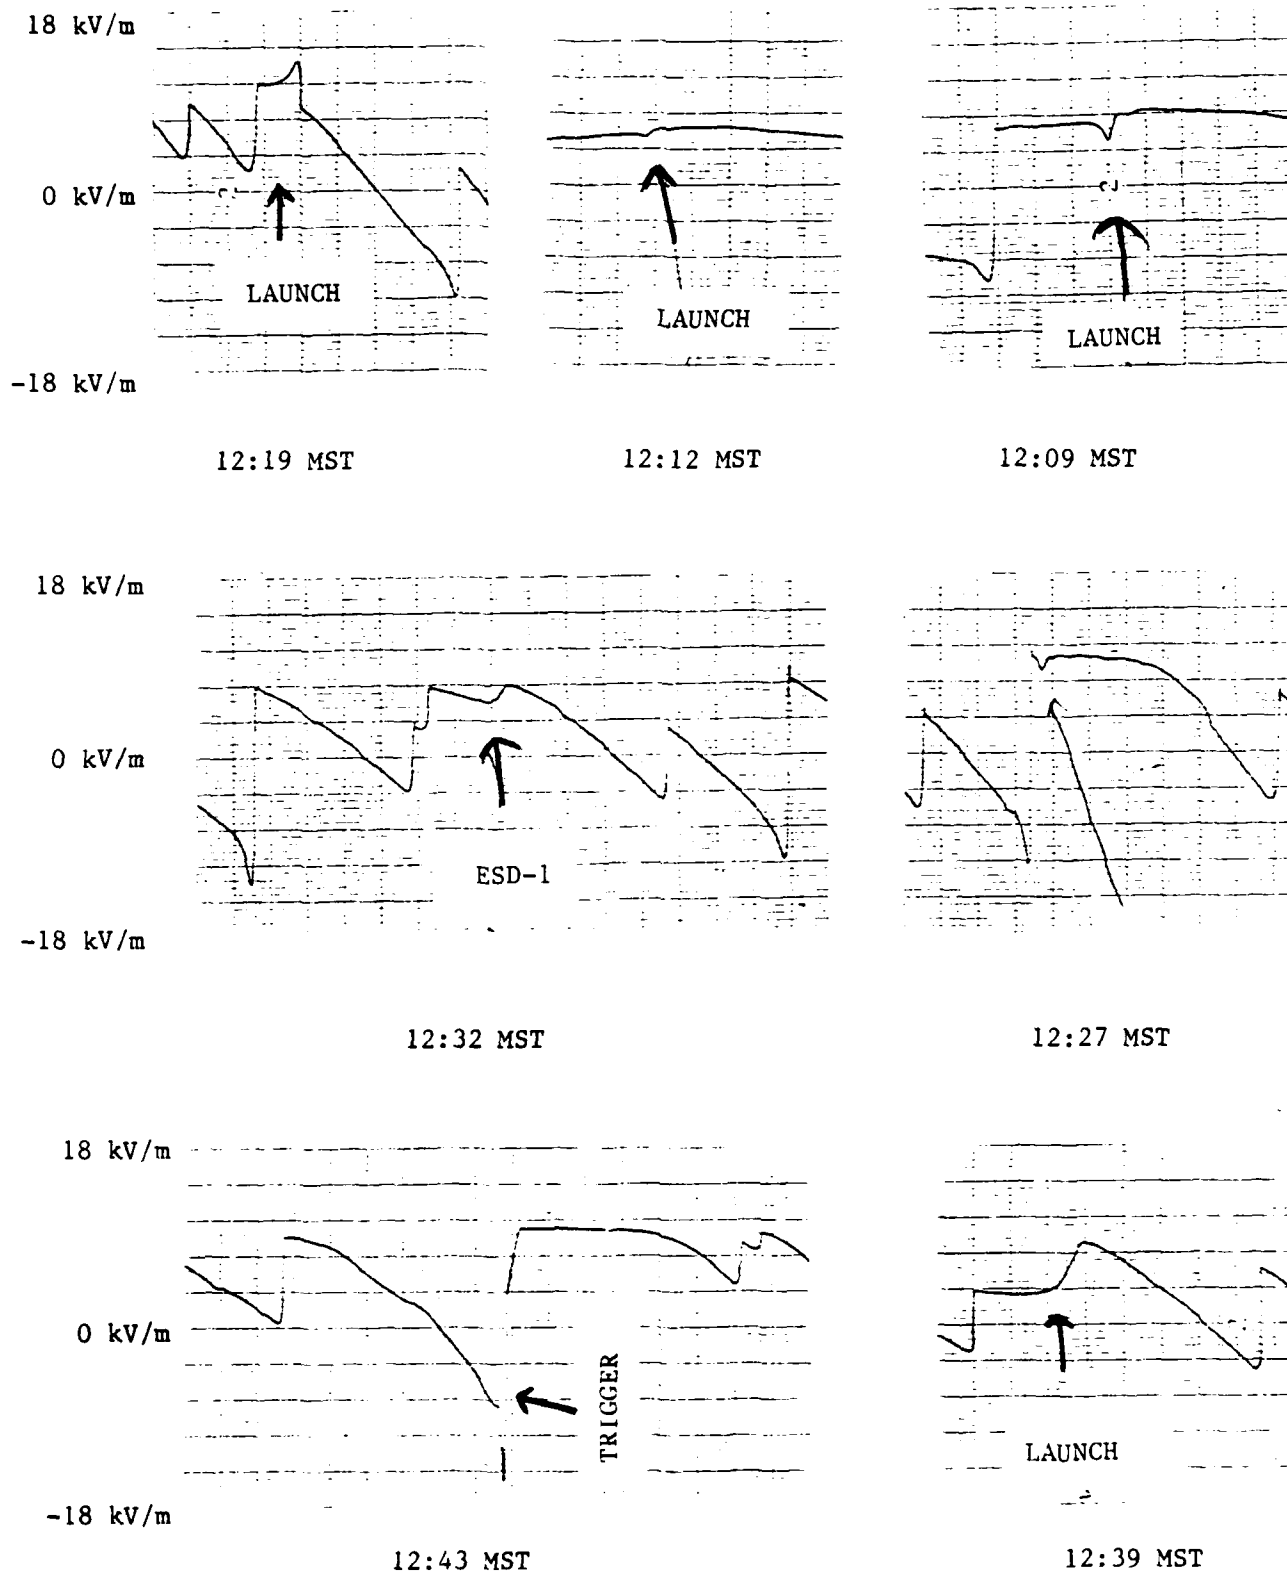 18 kV/m
0 kV/m
-18 kV/m
LAUNCH
LAUNCH
LAUNCH
12:19 MST
12:12 MST
12:09 MST
18 kV/m
0 kV/m
-18 kV/m
ESD-1
12:32 MST
12:27 MST
18 kV/m
0 kV/m
-18 kV/m
TRIGGER
LAUNCH
12:43 MST
12:39 MST